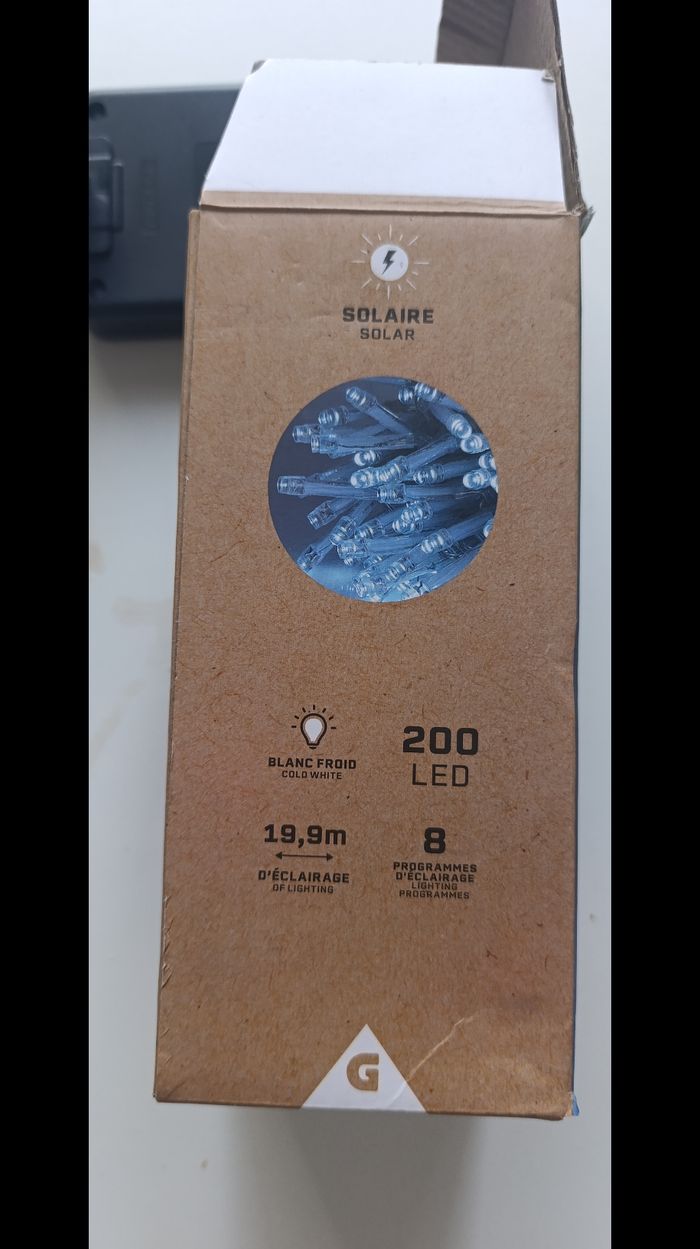 SOLAIRE
SOLAR
BLANC FROID
COLD WHITE
200
LED
19,9m
D'ÉCLAIRAGE
OF LIGHTING
8
PROGRAMMES
D'ÉCLAIRAGE
LIGHTING
PROGRAMMES
G